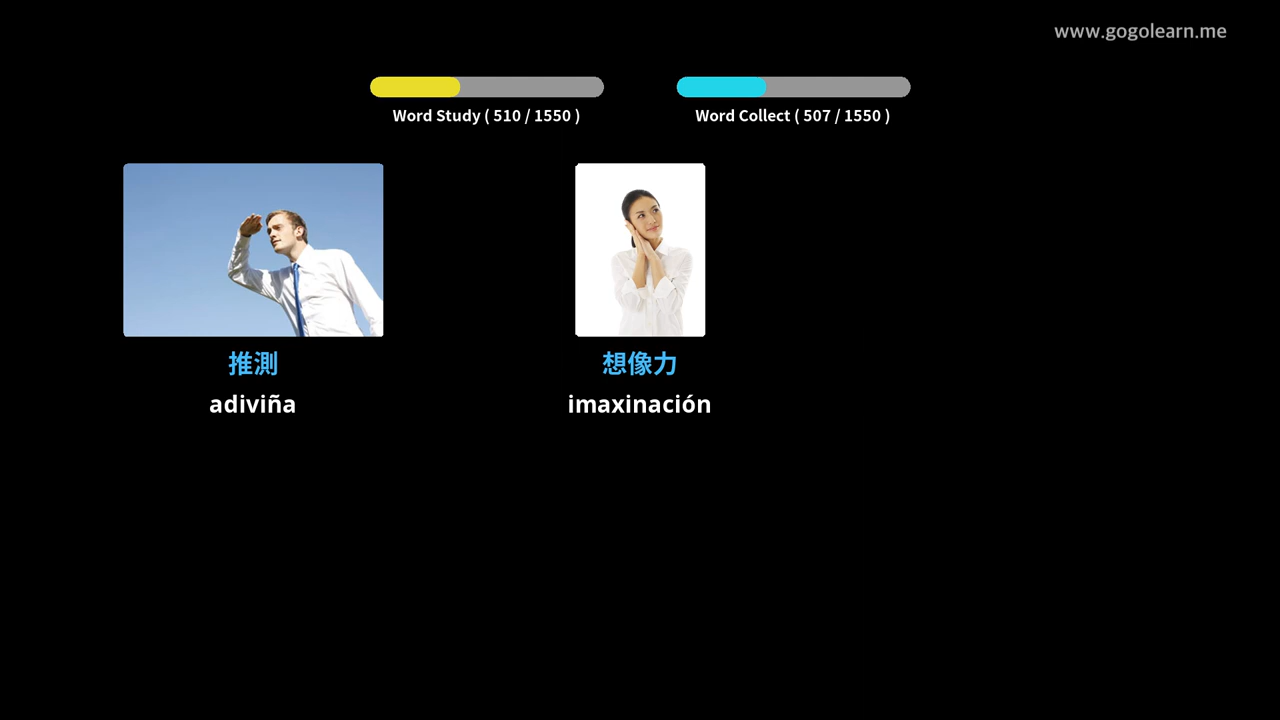 www.gogolearn.me
Word Study ( 510 / 1550 )
Word Collect ( 507 / 1550 )
推測
adiviña
想像力
imaxinación